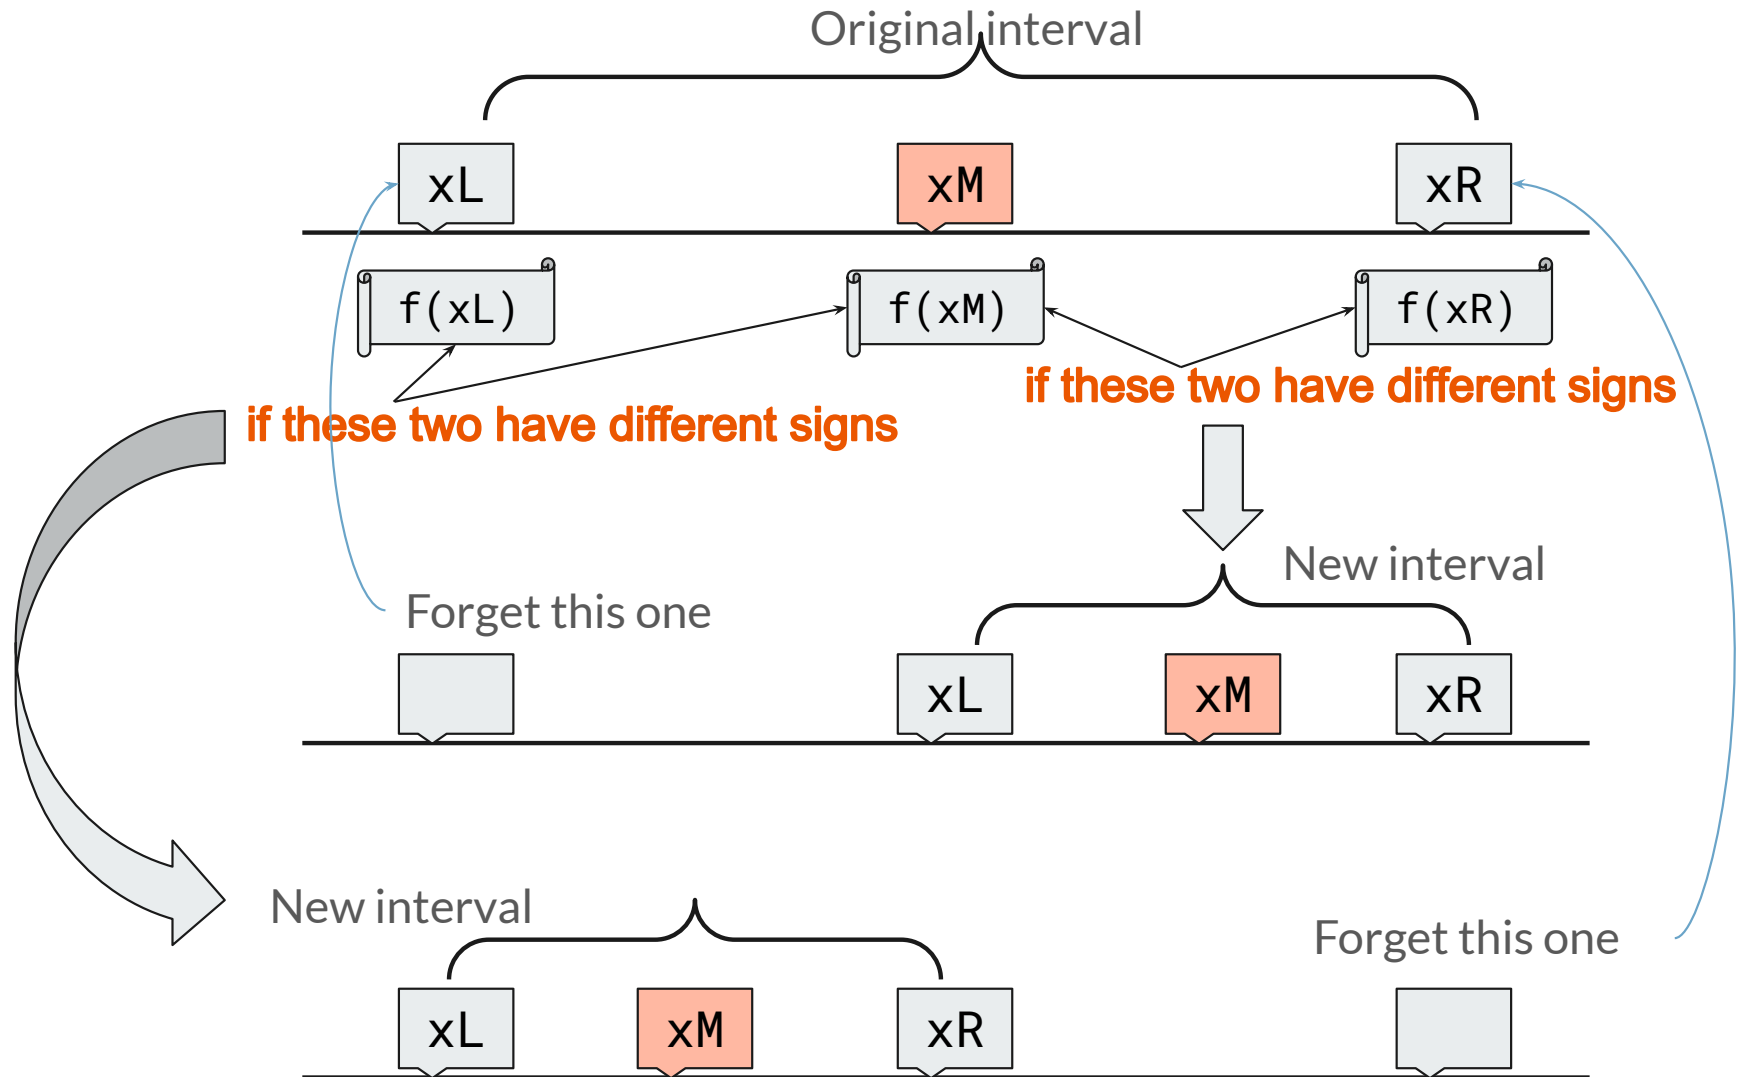 Original interval
xL
xM
xR
f(xL)
f(xM)
f(xR)
if these two have different signs
if these two have different signs
New interval
Forget this one
xL
xM
xR
New interval
Forget this one
xL
xM
xR